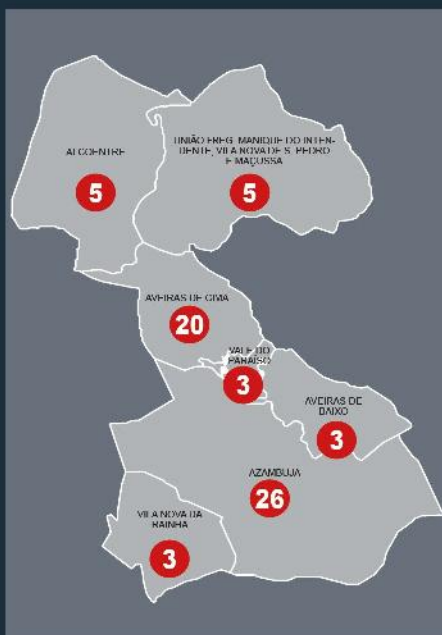 ALCOENTRE
5
UNIÃO FREG. MANIQUE DO INTEN-
DENTE, VILA NOVA DE S. PEDRO
E MAÇUSSA
5
AVEIRAS DE CIMA
20
VALE DO
PARAÍSO
3
AVEIRAS DE
BAIXO
3
AZAMBUJA
26
VILA NOVA DA
RAINHA
3